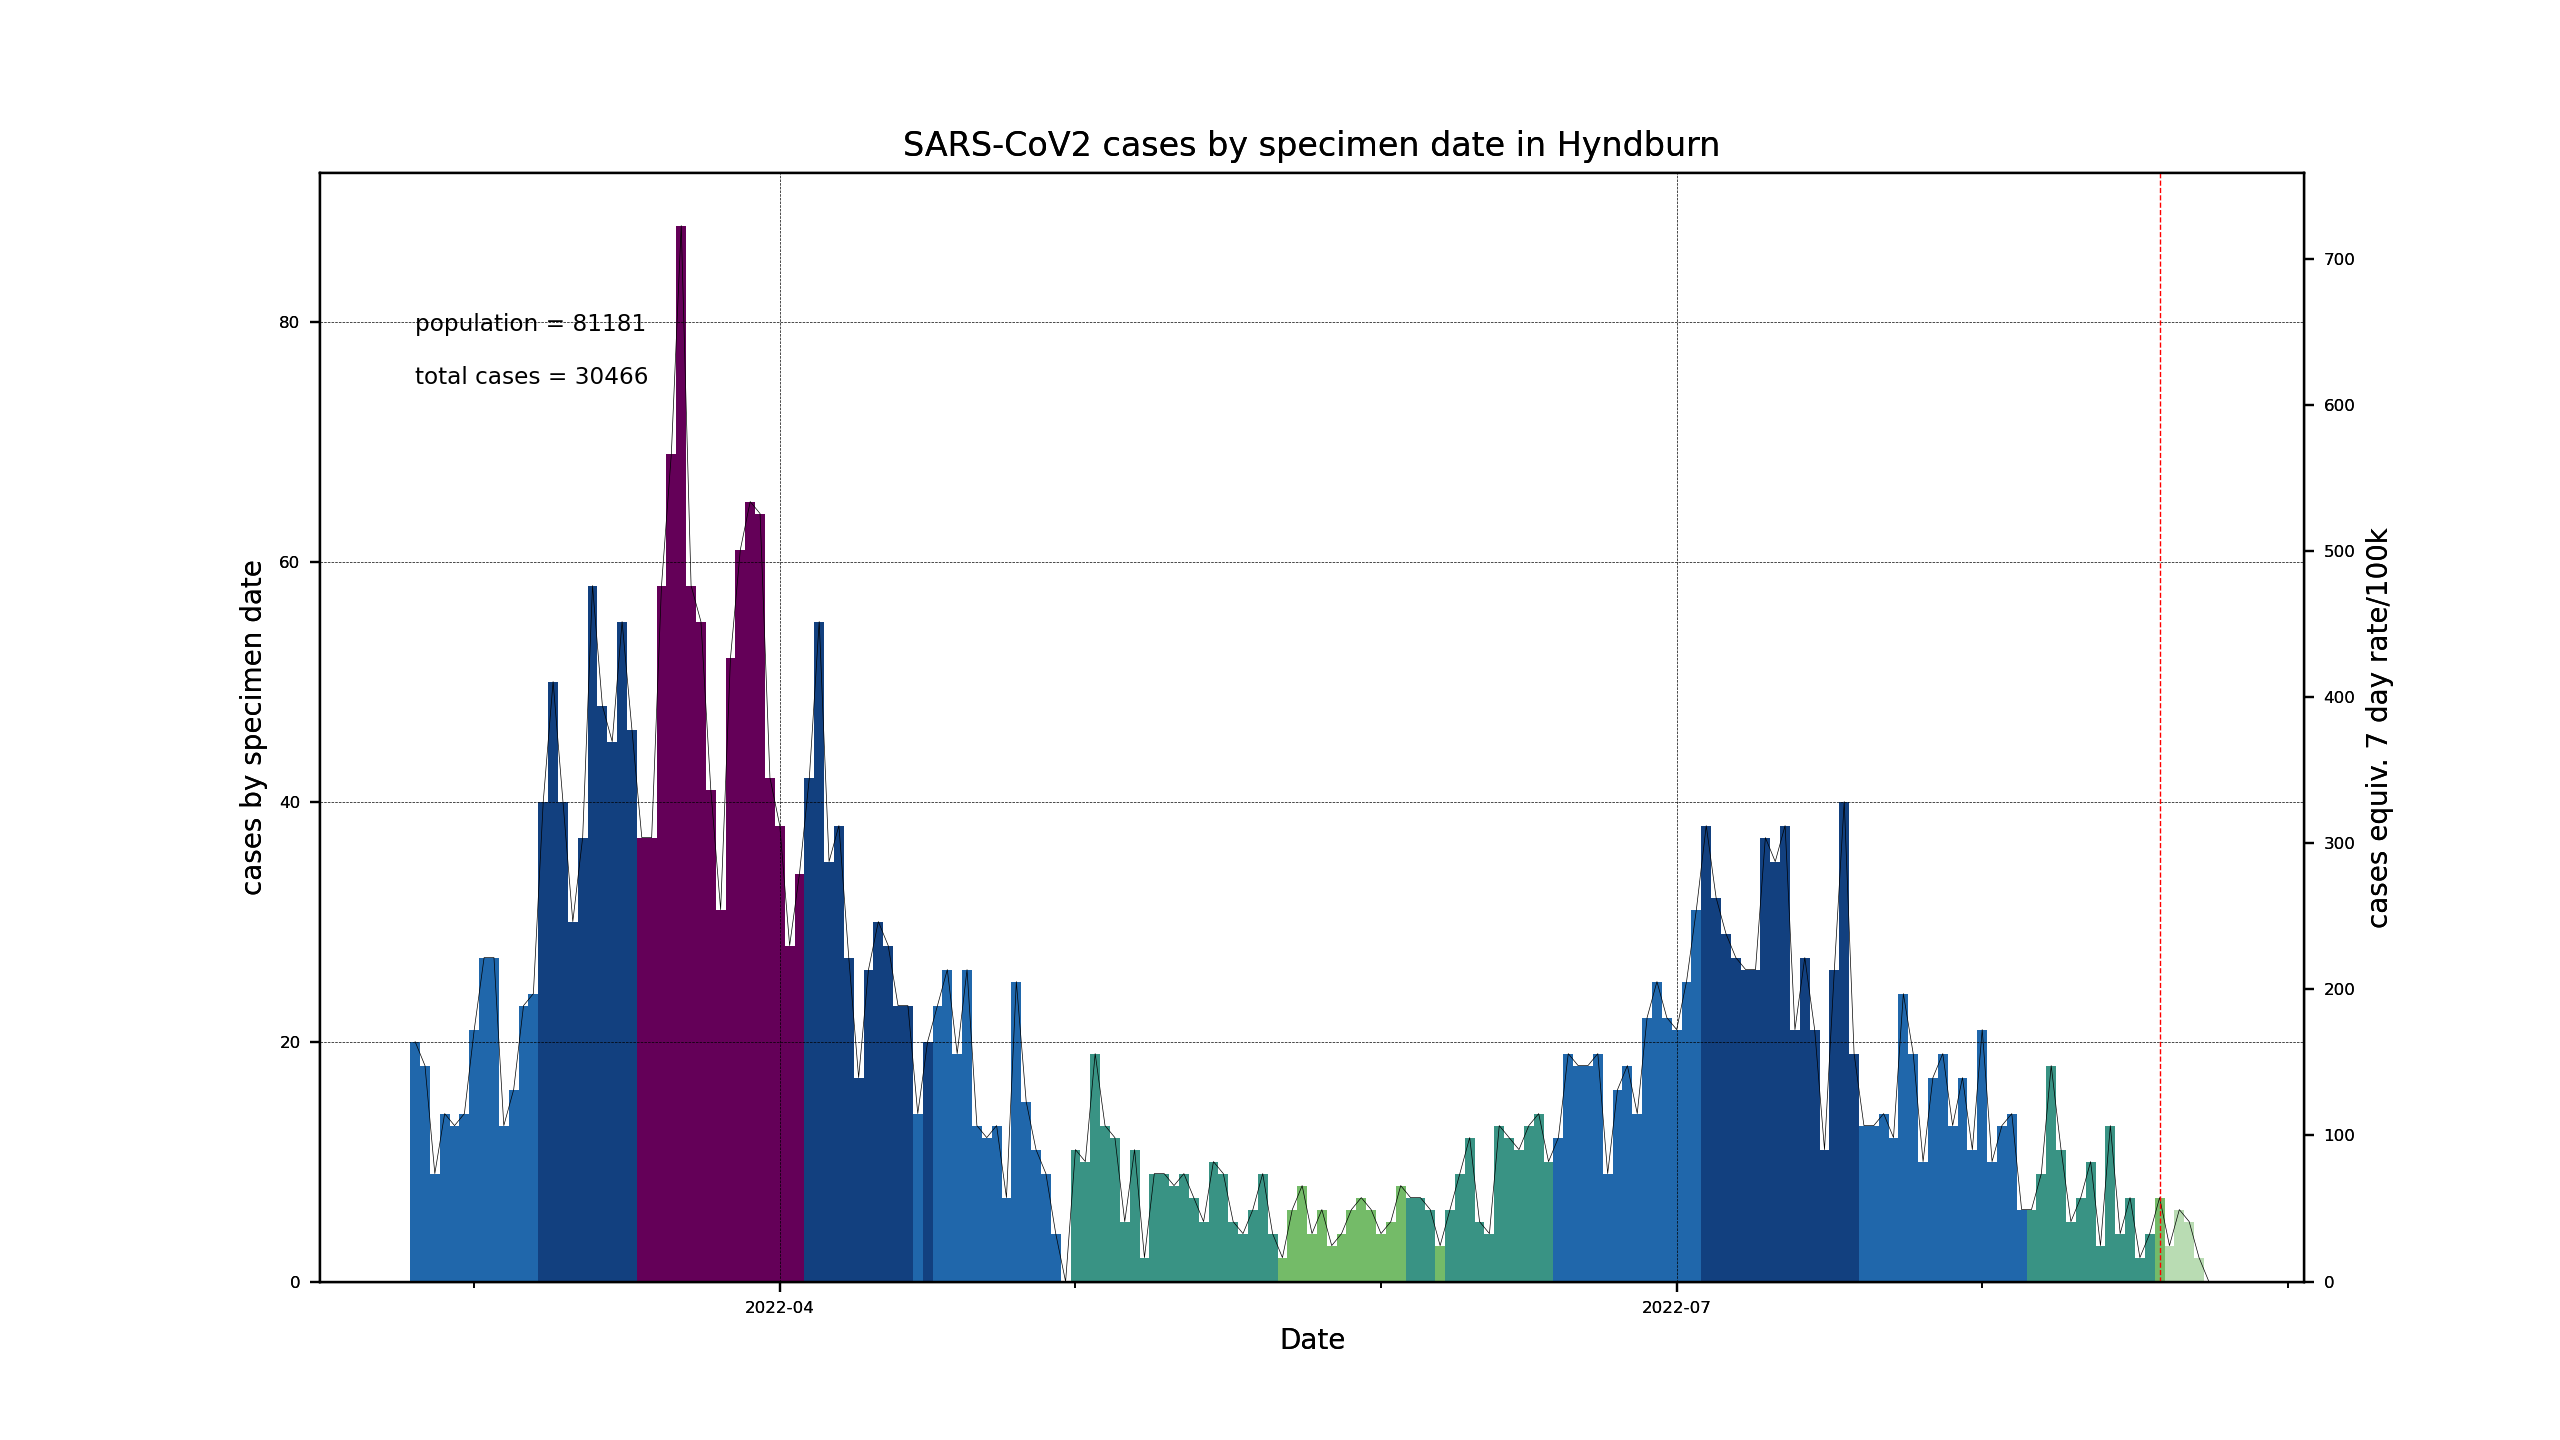 SARS-CoV2 cases by specimen date in Hyndburn
population = 81181
total cases = 30466
cases by specimen date
80
60
40
20
0
700
600
500
400
300
200
100
0
cases equiv. 7 day rate/100k
2022-04
2022-07
Date